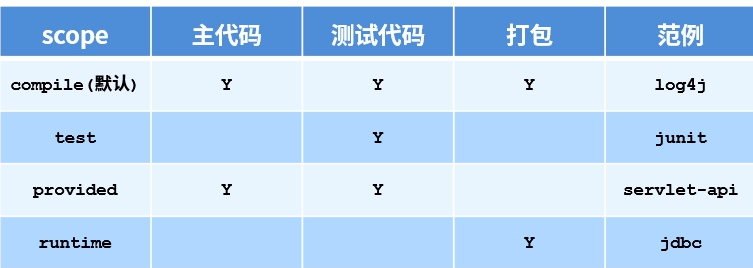 scope 主代码 测试代码 打包 范例
compile(默认) Y Y Y log4j
test Y junit
provided Y Y servlet-api
runtime Y jdbc